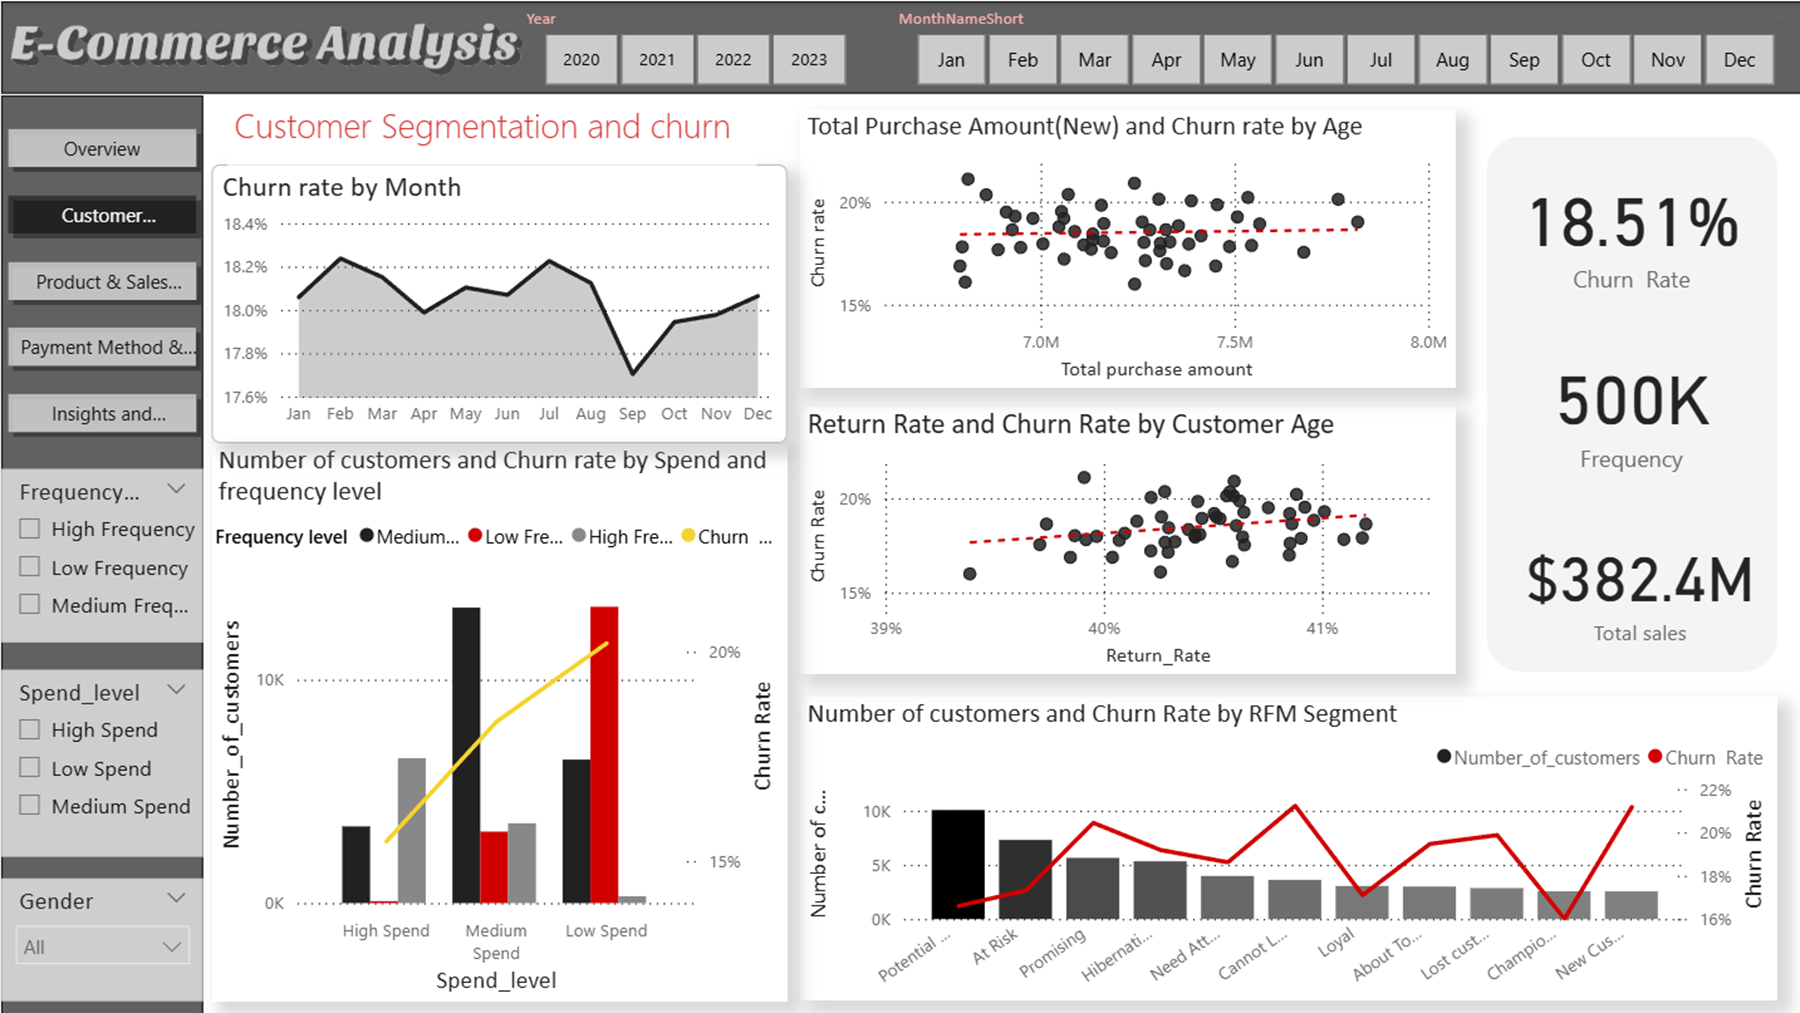 E-Commerce Analysis
Year
2020 2021 2022 2023
MonthNameShort
Jan Feb Mar Apr May Jun Jul Aug Sep Oct Nov Dec
Overview
Customer...
Product & Sales...
Payment Method &...
Insights and...
Frequency...
High Frequency
Low Frequency
Medium Freq...
Spend_level
High Spend
Low Spend
Medium Spend
Gender
All
Customer Segmentation and churn
Churn rate by Month
18.4%
18.2%
18.0%
17.8%
17.6%
Jan Feb Mar Apr May Jun Jul Aug Sep Oct Nov Dec
Number of customers and Churn rate by Spend and
frequency level
Frequency level Medium... Low Fre... High Fre... Churn ...
Number_of_customers
10K
0K
20%
15%
Churn Rate
High Spend Medium Spend Low Spend
Spend_level
Total Purchase Amount(New) and Churn rate by Age
Churn rate
20%
15%
7.0M 7.5M 8.0M
Total purchase amount
Return Rate and Churn Rate by Customer Age
Churn Rate
20%
15%
39% 40% 41%
Return_Rate
18.51%
Churn Rate
500K
Frequency
$382.4M
Total sales
Number of customers and Churn Rate by RFM Segment
Number_of_customers Churn Rate
Number of c...
10K
5K
0K
22%
20%
18%
16%
Churn Rate
Potential ... At Risk Promising Hibernati... Need Att... Cannot L... Loyal About To... Lost cust... Champio... New Cus...